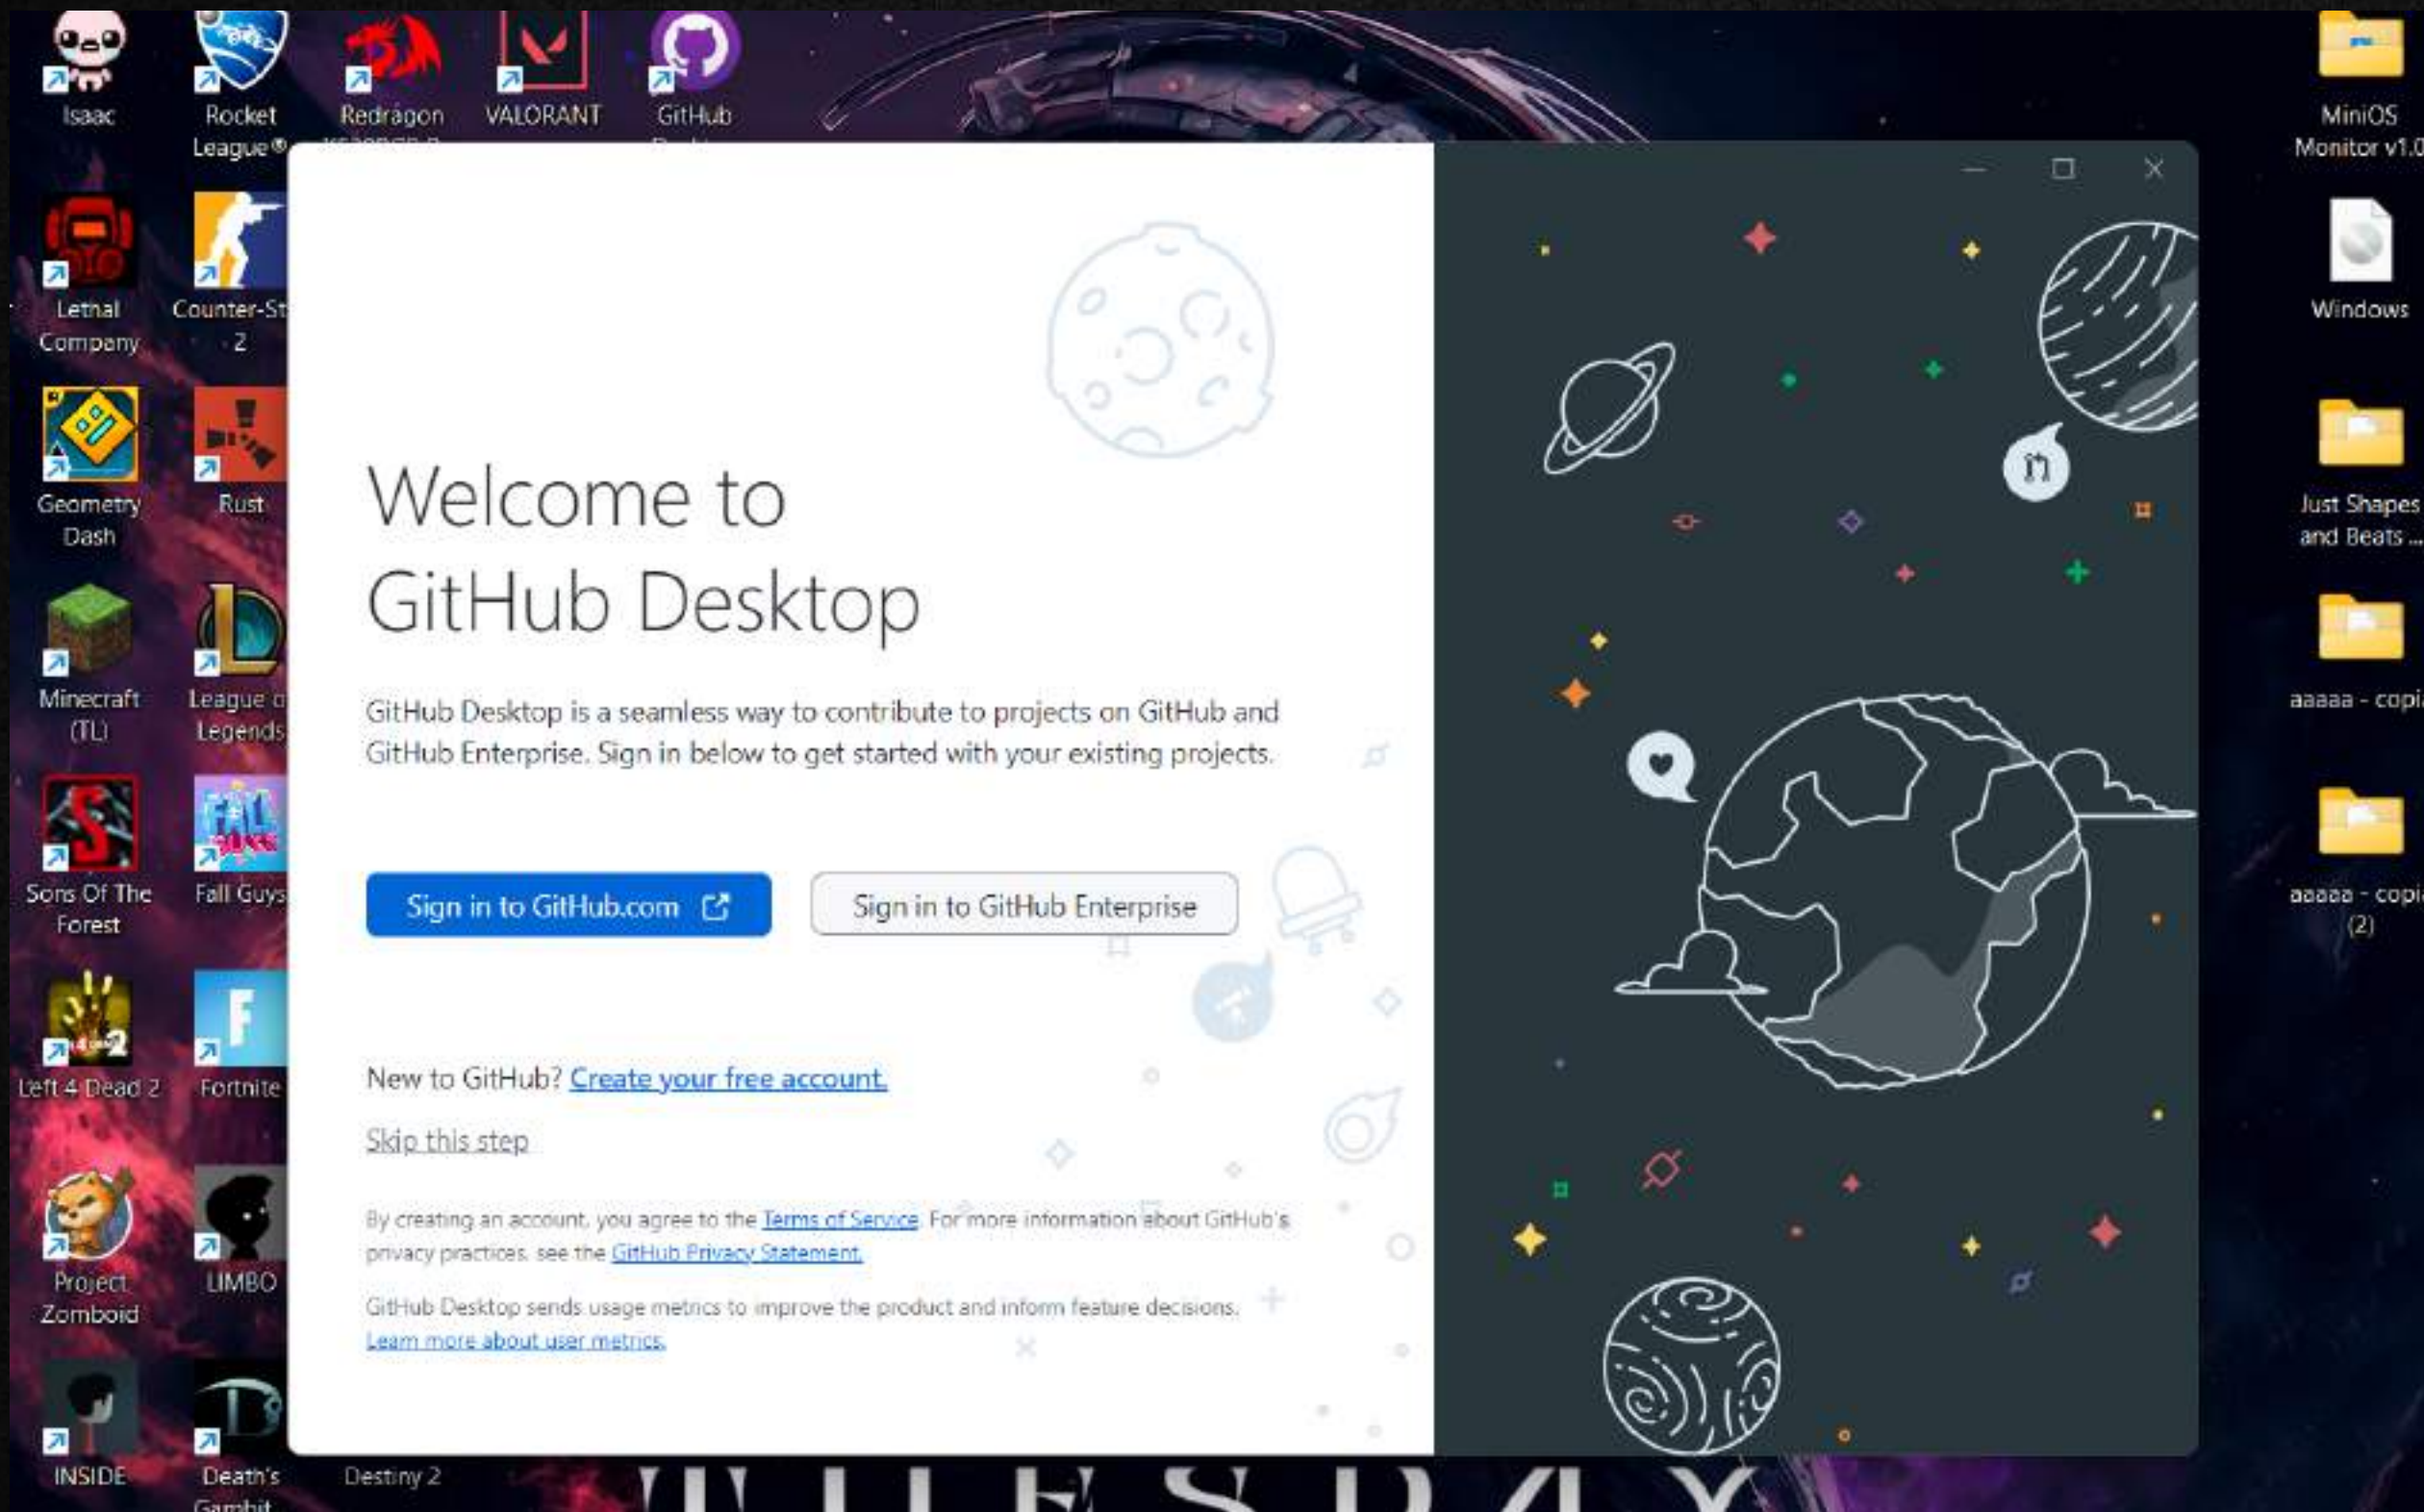 Isaac
Rocket
League®
Redragon
VALORANT
GitHub
MiniOS
Monitor v1.0
Lethal
Company
Counter-St
2
Windows
Geometry
Dash
Rust
Just Shapes
and Beats ...
Minecraft
(TL)
League o
Legends
aaaaa - copia
Sons Of The
Forest
Fall Guys
aaaaa - copia
(2)
Left 4 Dead 2
Fortnite
Project
Zomboid
LIMBO
INSIDE
Death's
Gambit
Destiny 2
Welcome to
GitHub Desktop
GitHub Desktop is a seamless way to contribute to projects on GitHub and
GitHub Enterprise. Sign in below to get started with your existing projects.
Sign in to GitHub.com
Sign in to GitHub Enterprise
New to GitHub? Create your free account.
Skip this step
By creating an account, you agree to the Terms of Service. For more information about GitHub's
privacy practices, see the GitHub Privacy Statement.
GitHub Desktop sends usage metrics to improve the product and inform feature decisions.
Learn more about user metrics.
TUESDAY